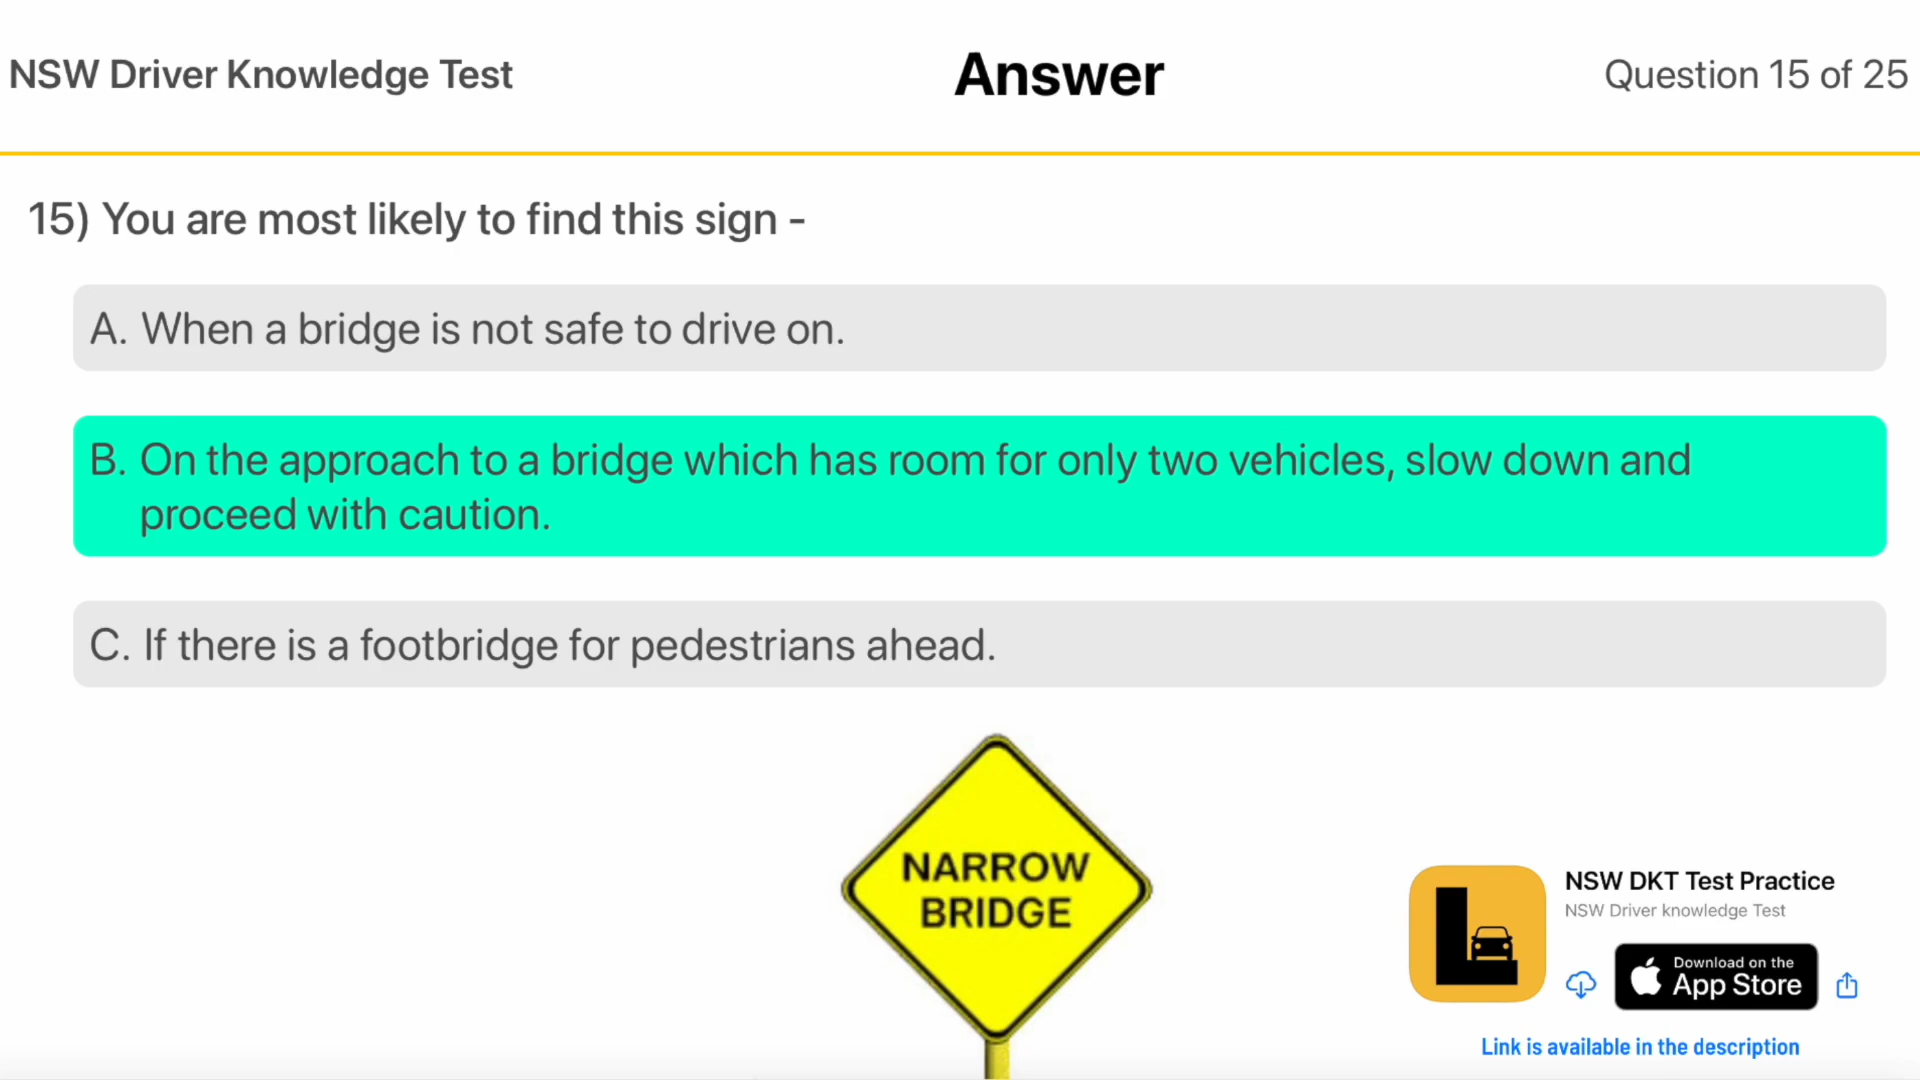 NSW Driver Knowledge Test
Answer
Question 15 of 25
15) You are most likely to find this sign -
A. When a bridge is not safe to drive on.
B. On the approach to a bridge which has room for only two vehicles, slow down and
proceed with caution.
C. If there is a footbridge for pedestrians ahead.
NARROW
BRIDGE
NSW DKT Test Practice
NSW Driver knowledge Test
Download on the
App Store
Link is available in the description